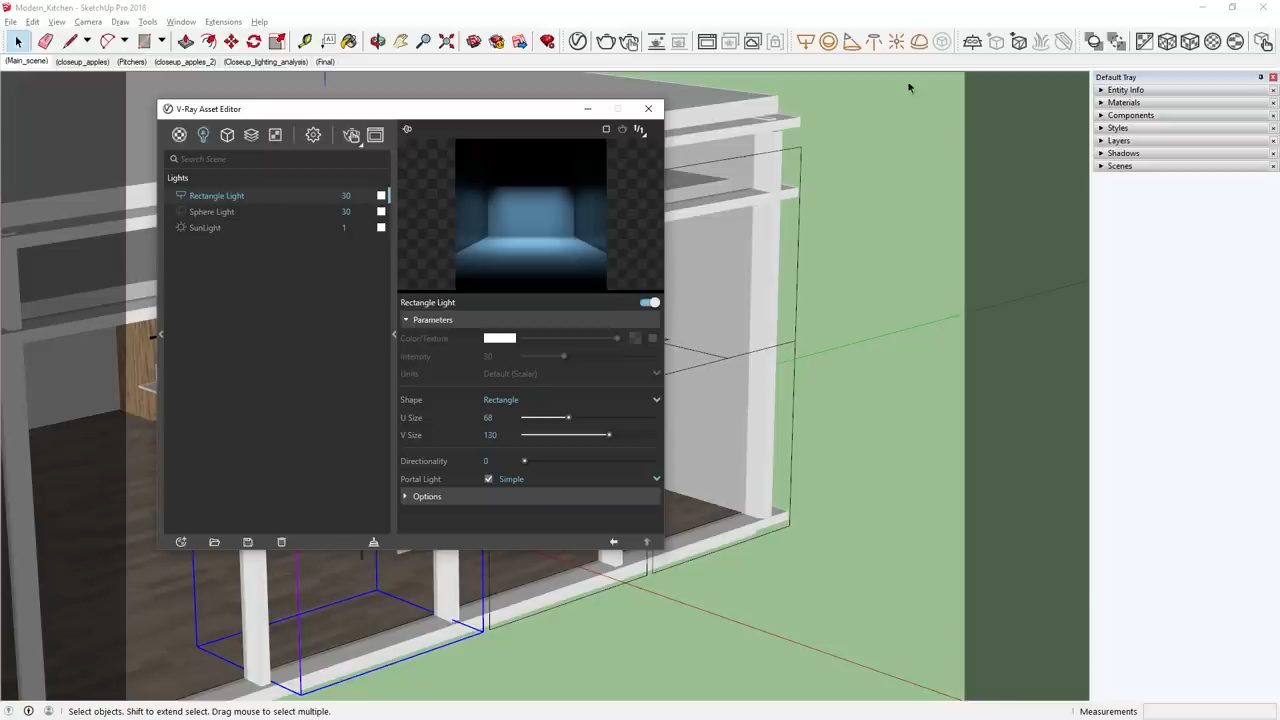 Modern_Kitchen - SketchUp Pro 2018
File Edit View Camera Draw Tools Window Extensions Help
(Main_scene) (closeup_apples) (Pitchers) (closeup_apples_2) (Closeup_lighting_analysis) (Final)
Default Tray
Entity Info
Materials
Components
Styles
Layers
Shadows
Scenes
V-Ray Asset Editor
Search Scene
Lights
Rectangle Light 30
Sphere Light 30
SunLight 1
1/1
Rectangle Light
Parameters
Color/Texture
Intensity 30
Units Default (Scalar)
Shape Rectangle
U Size 68
V Size 130
Directionality 0
Portal Light Simple
Options
Select objects. Shift to extend select. Drag mouse to select multiple.
Measurements